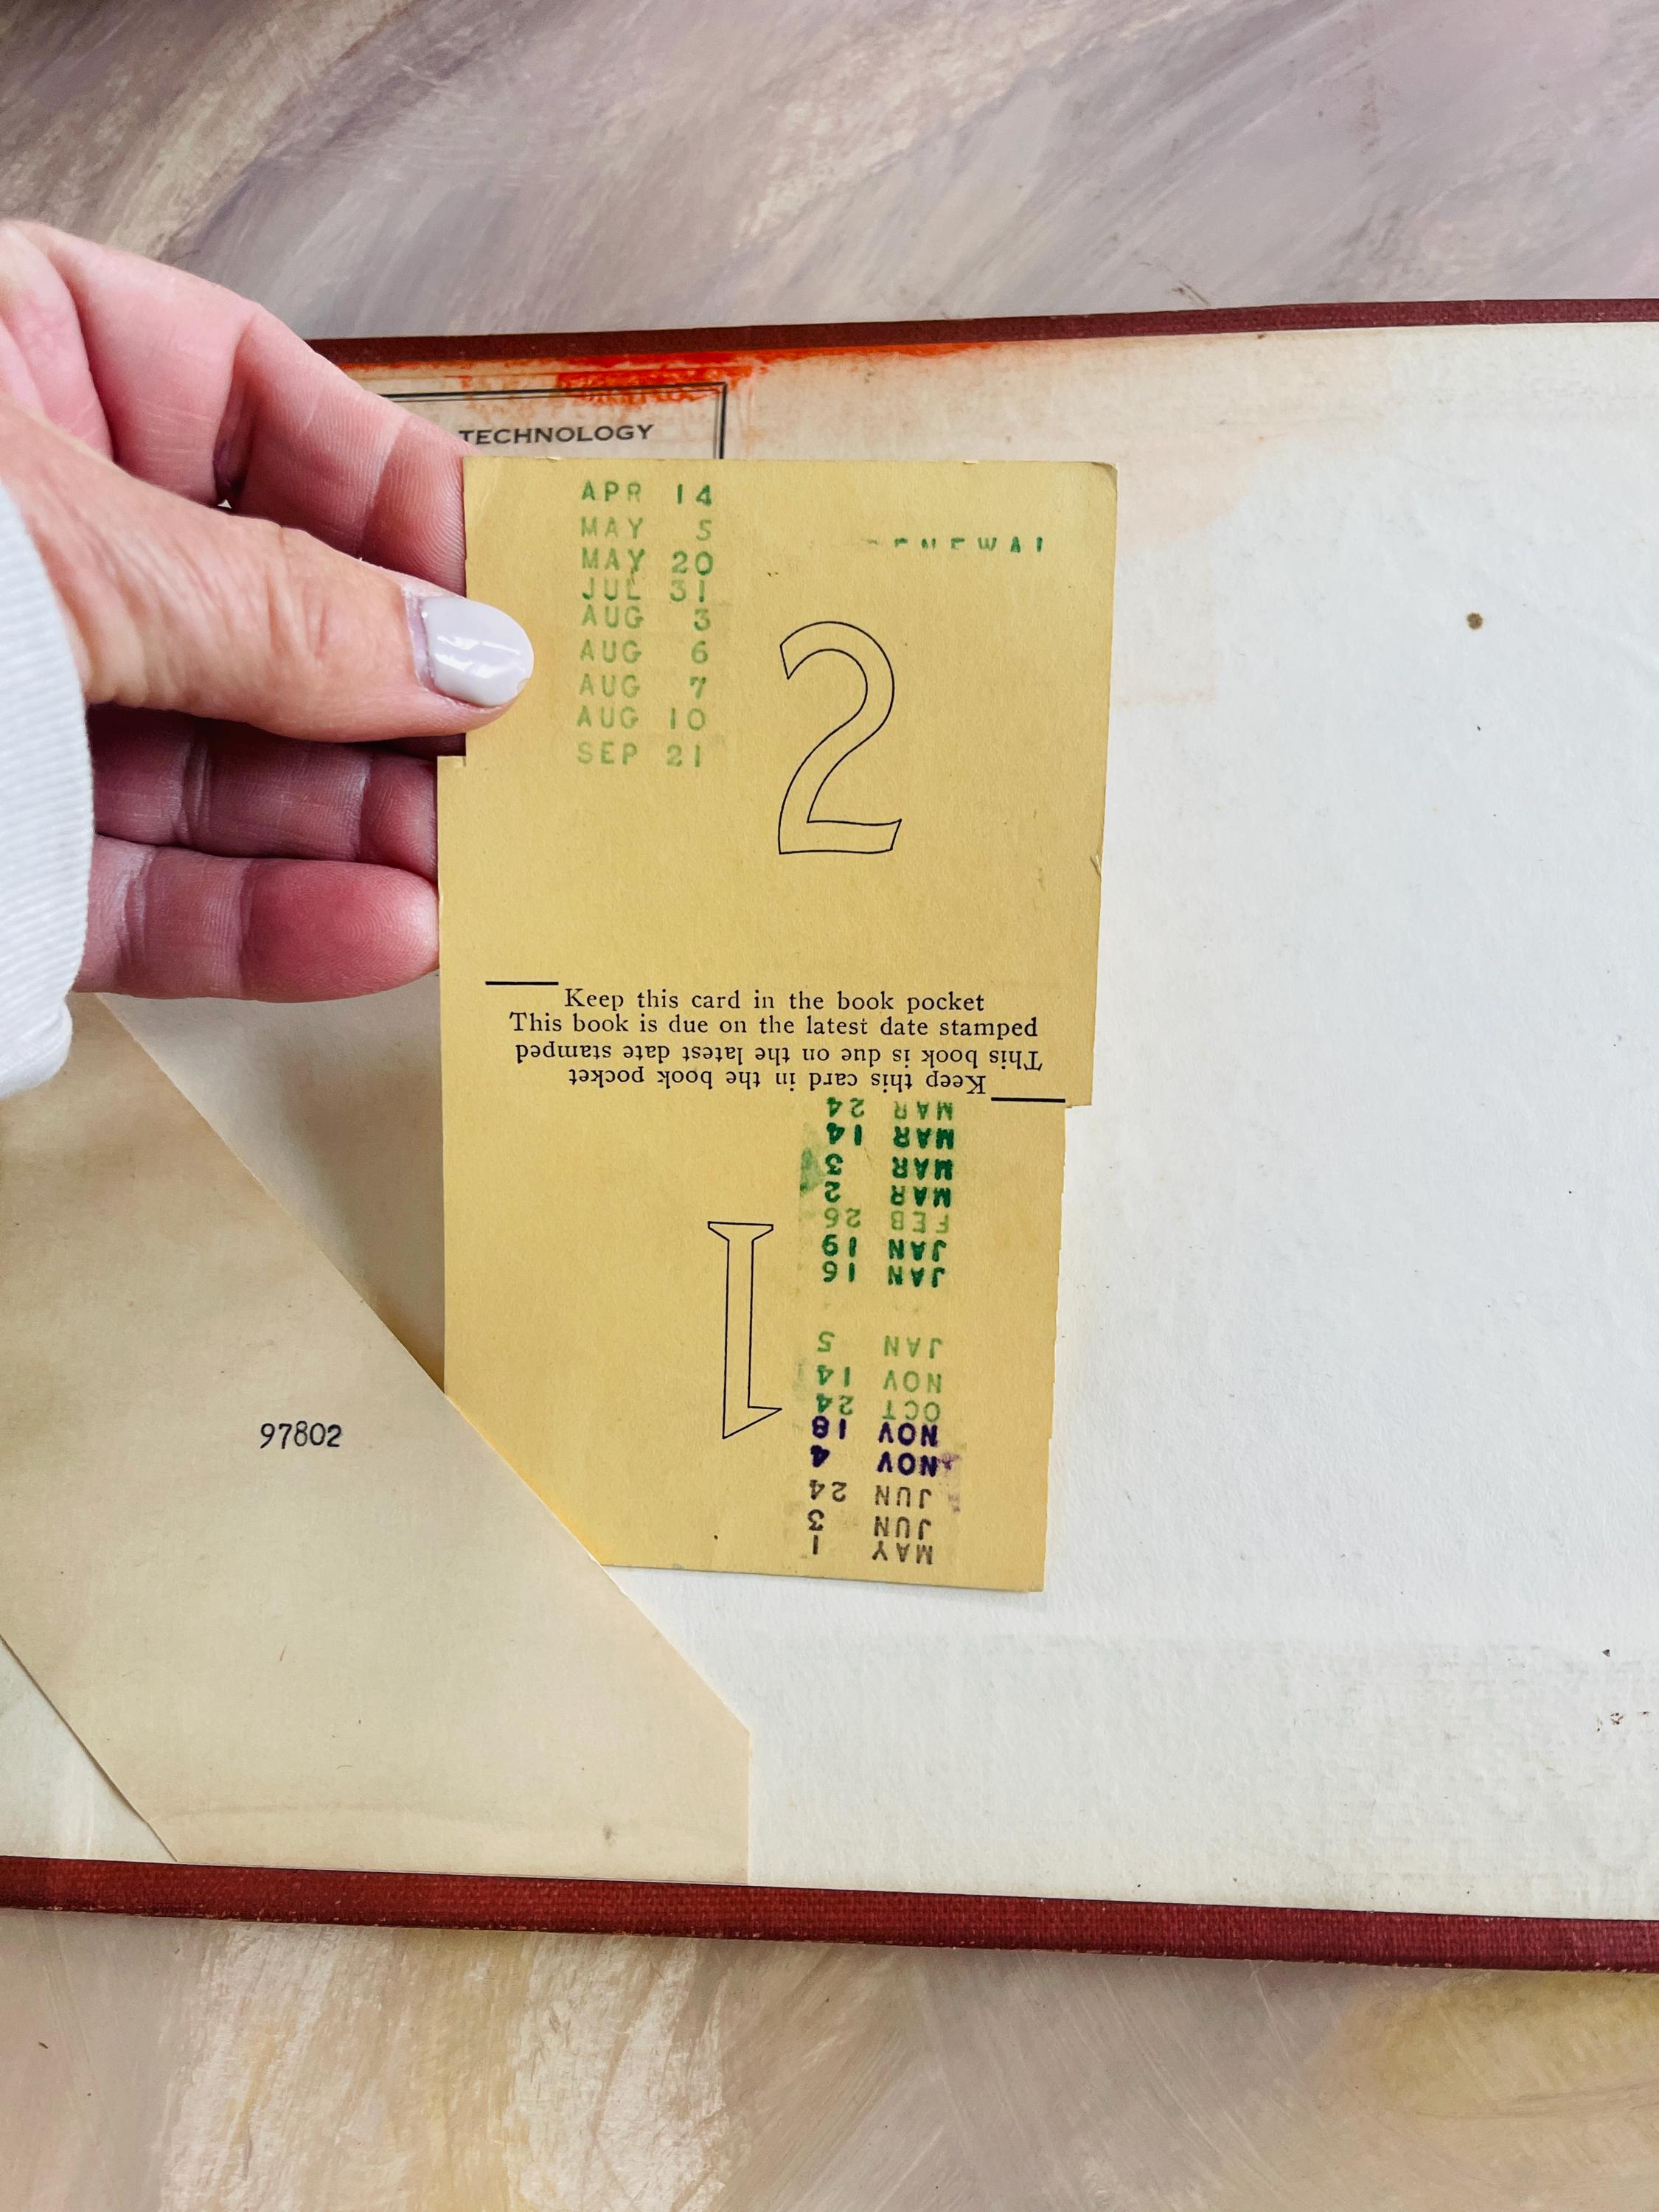 TECHNOLOGY
APR 14
RENEWAL
MAY 5
MAY 20
JUL 31
AUG 3
AUG 6
AUG 7
AUG 10
SEP 21
2
Keep this card in the book pocket
This book is due on the latest date stamped
97802
1
Keep this card in the book pocket
This book is due on the latest date stamped
MAR 24
MAR 14
MAR 3
MAR 2
FEB 26
JAN 19
JAN 16
JAN 5
NOV 14
OCT 24
NOV 18
NOV 4
JUN 24
JUN 3
MAY 1